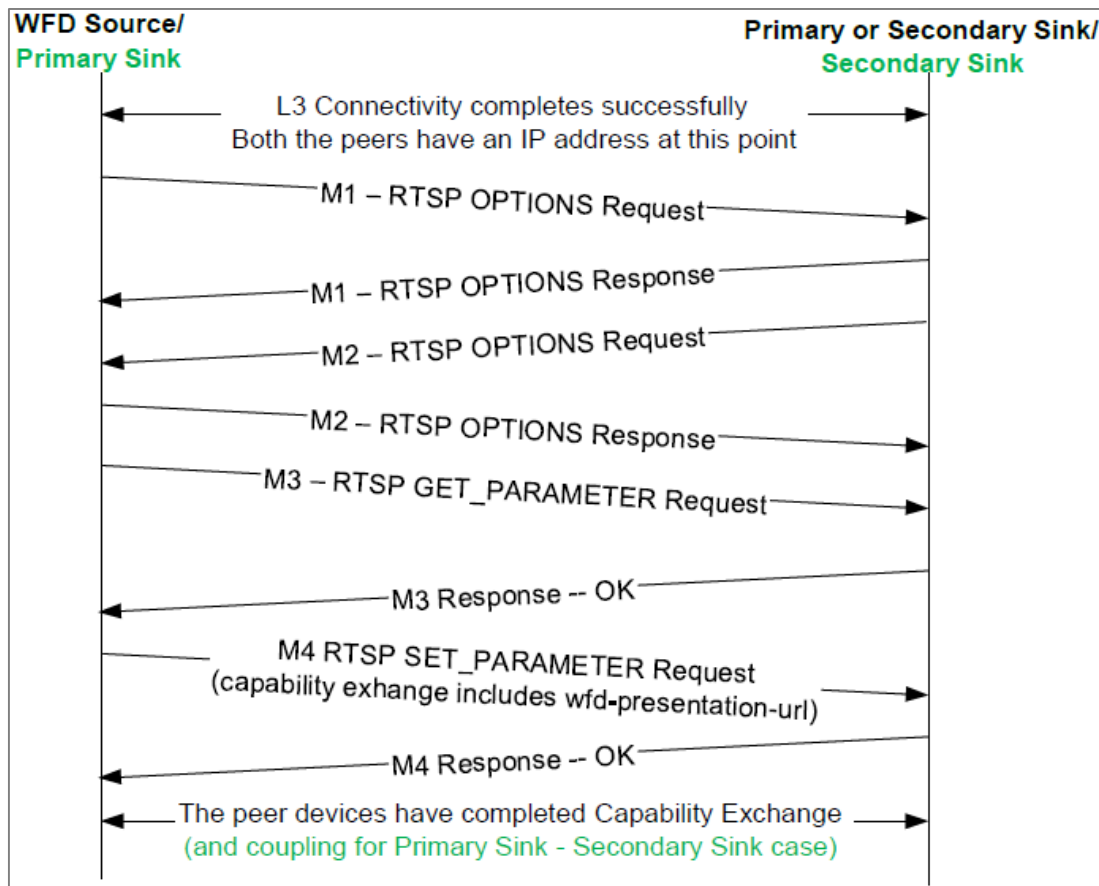 WFD Source/
Primary Sink
Primary or Secondary Sink/
Secondary Sink
L3 Connectivity completes successfully
Both the peers have an IP address at this point
M1 – RTSP OPTIONS Request
M1 – RTSP OPTIONS Response
M2 – RTSP OPTIONS Request
M2 – RTSP OPTIONS Response
M3 – RTSP GET_PARAMETER Request
M3 Response -- OK
M4 RTSP SET_PARAMETER Request
(capability exhange includes wfd-presentation-url)
M4 Response -- OK
The peer devices have completed Capability Exchange
(and coupling for Primary Sink - Secondary Sink case)